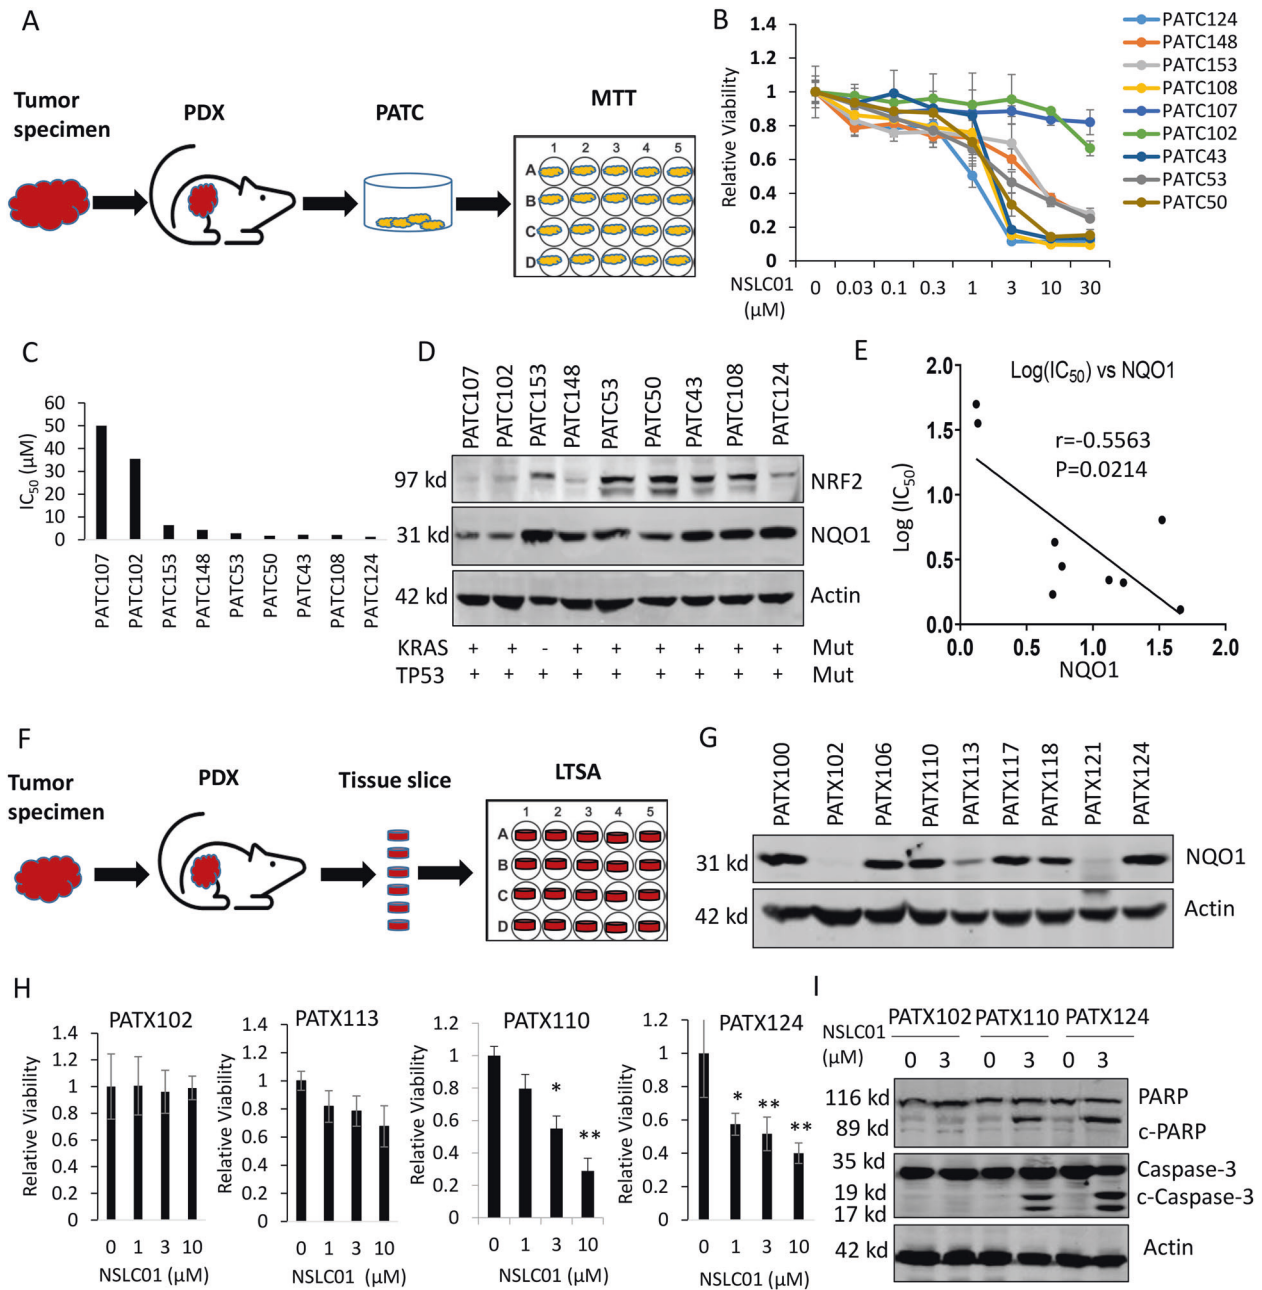 A
Tumor
specimen
PDX
PATC
MTT
1 2 3 4 5
A
B
C
D
B
Relative Viability
1.4
1.2
1
0.8
0.6
0.4
0.2
0
NSLC01
(µM)
0 0.03 0.1 0.3 1 3 10 30
PATC124
PATC148
PATC153
PATC108
PATC107
PATC102
PATC43
PATC53
PATC50
C
IC50 (µM)
60
50
40
30
20
10
0
PATC107 PATC102 PATC153 PATC148 PATC53 PATC50 PATC43 PATC108 PATC124
D
PATC107 PATC102 PATC153 PATC148 PATC53 PATC50 PATC43 PATC108 PATC124
97 kd NRF2
31 kd NQO1
42 kd Actin
KRAS + + - + + + + + + Mut
TP53 + + + + + + + + + Mut
E
Log(IC50) vs NQO1
r=-0.5563
P=0.0214
Log (IC50)
2.0
1.5
1.0
0.5
0.0
0.0 0.5 1.0 1.5 2.0
NQO1
F
Tumor
specimen
PDX
Tissue slice
LTSA
1 2 3 4 5
A
B
C
D
G
PATX100 PATX102 PATX106 PATX110 PATX113 PATX117 PATX118 PATX121 PATX124
31 kd NQO1
42 kd Actin
H
PATX102
Relative Viability
1.4
1.2
1
0.8
0.6
0.4
0.2
0
0 1 3 10
NSLC01 (µM)
PATX113
Relative Viability
1.4
1.2
1
0.8
0.6
0.4
0.2
0
0 1 3 10
NSLC01 (µM)
PATX110
Relative Viability
1.2
1
0.8
0.6
0.4
0.2
0
*
**
0 1 3 10
NSLC01 (µM)
PATX124
Relative Viability
1.2
1
0.8
0.6
0.4
0.2
0
* **
**
0 1 3 10
NSLC01 (µM)
I
PATX102 PATX110 PATX124
NSLC01
(µM)
0 3 0 3 0 3
116 kd PARP
89 kd c-PARP
35 kd Caspase-3
19 kd c-Caspase-3
17 kd
42 kd Actin